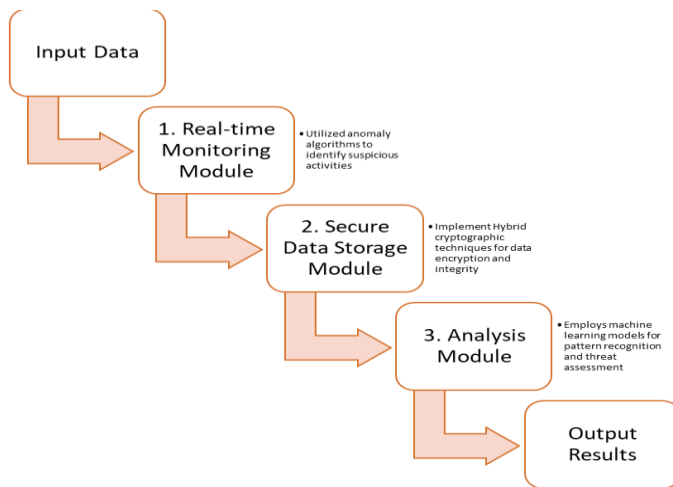 Input Data
1. Real-time
Monitoring
Module
• Utilized anomaly
algorithms to
identify suspicious
activities
2. Secure
Data Storage
Module
• Implement Hybrid
cryptographic
techniques for data
encryption and
integrity
3. Analysis
Module
• Employs machine
learning models for
pattern recognition
and threat
assessment
Output
Results